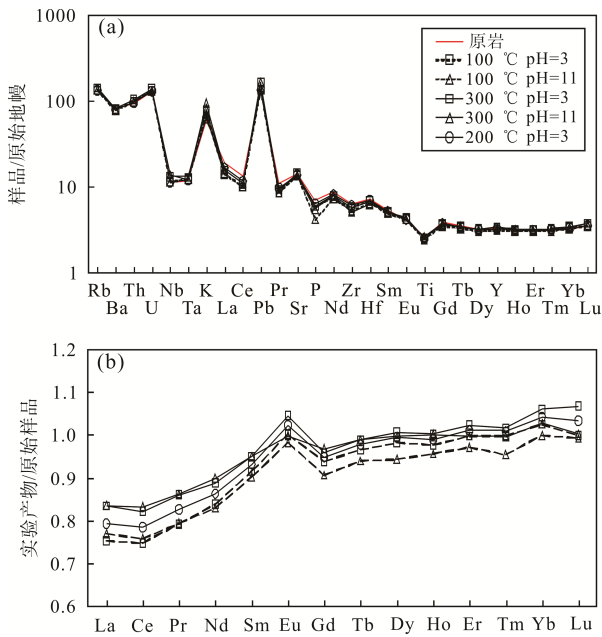 (a)
样品/原始地幔
1000
100
10
1
原岩
100 ℃ pH=3
100 ℃ pH=11
300 ℃ pH=3
300 ℃ pH=11
200 ℃ pH=3
Rb Th Nb K Ce Pr P Zr Sm Ti Tb Y Er Yb
Ba U Ta La Pb Sr Nd Hf Eu Gd Dy Ho Tm Lu
(b)
实验产物/原始样品
1.2
1.1
1.0
0.9
0.8
0.7
0.6
La Ce Pr Nd Sm Eu Gd Tb Dy Ho Er Tm Yb Lu